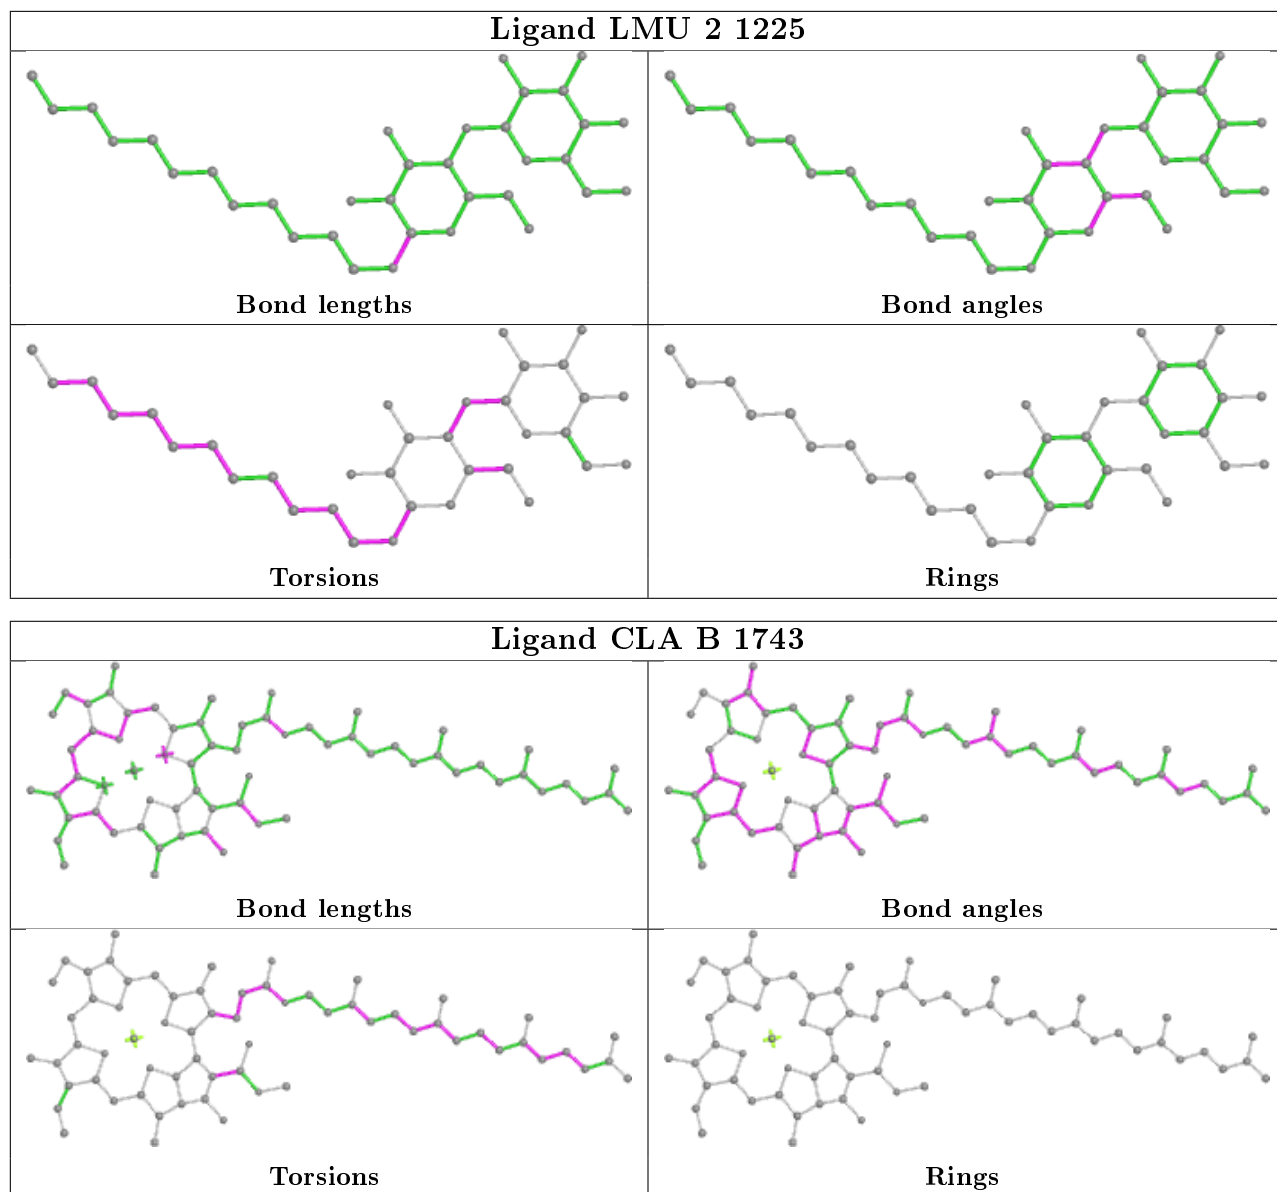 Ligand LMU 2 1225
Bond lengths
Bond angles
Torsions
Rings
Ligand CLA B 1743
Bond lengths
Bond angles
Torsions
Rings